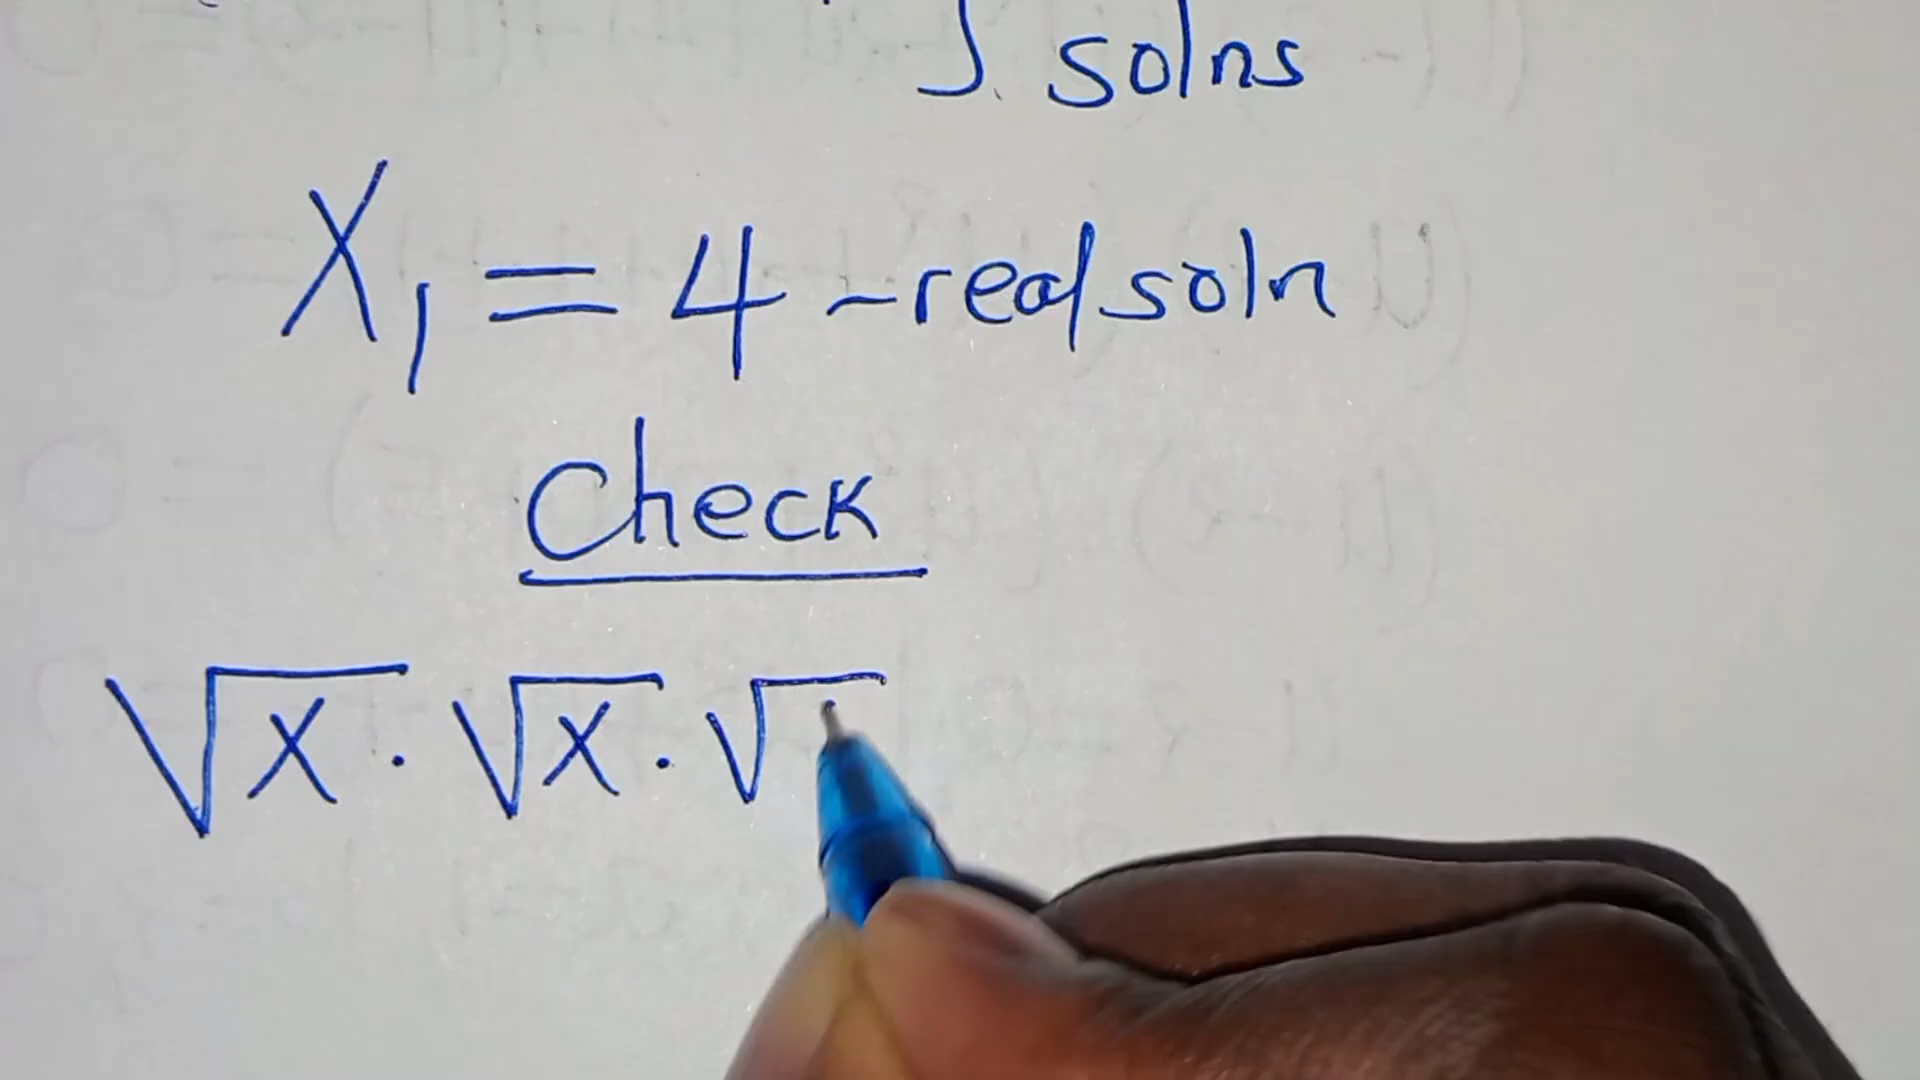 solns
X₁ = 4 - real soln
Check
√X . √X . √